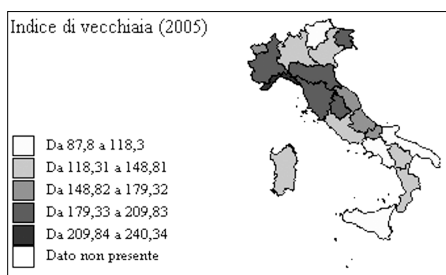 Indice di vecchiaia (2005)
Da 87,8 a 118,3
Da 118,31 a 148,81
Da 148,82 a 179,32
Da 179,33 a 209,83
Da 209,84 a 240,34
Dato non presente